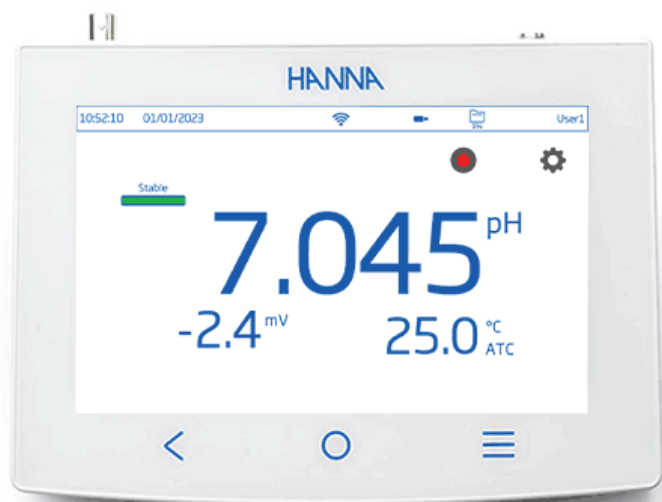 HANNA
10:52:10 01/01/2023 User1
Stable
7.045 pH
-2.4 mV 25.0 °C
ATC